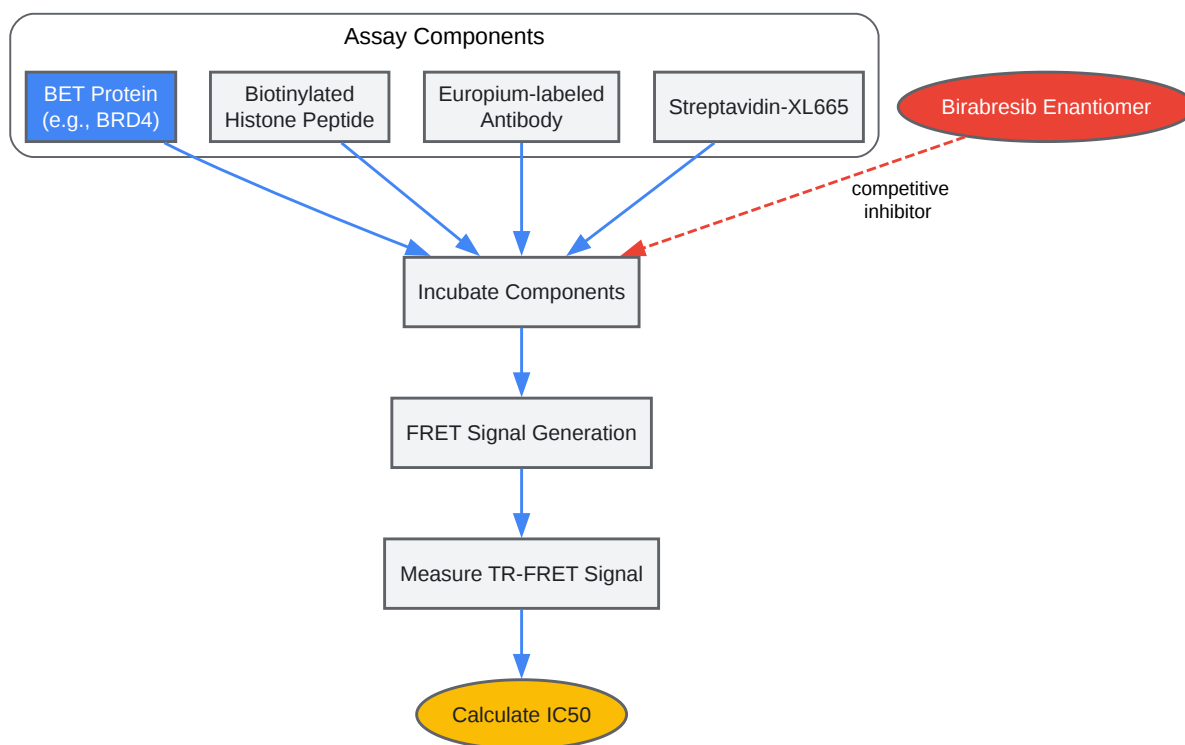 Assay Components
BET Protein
(e.g., BRD4)
Biotinylated
Histone Peptide
Europium-labeled
Antibody
Streptavidin-XL665
Birabresib Enantiomer
competitive
inhibitor
Incubate Components
FRET Signal Generation
Measure TR-FRET Signal
Calculate IC50